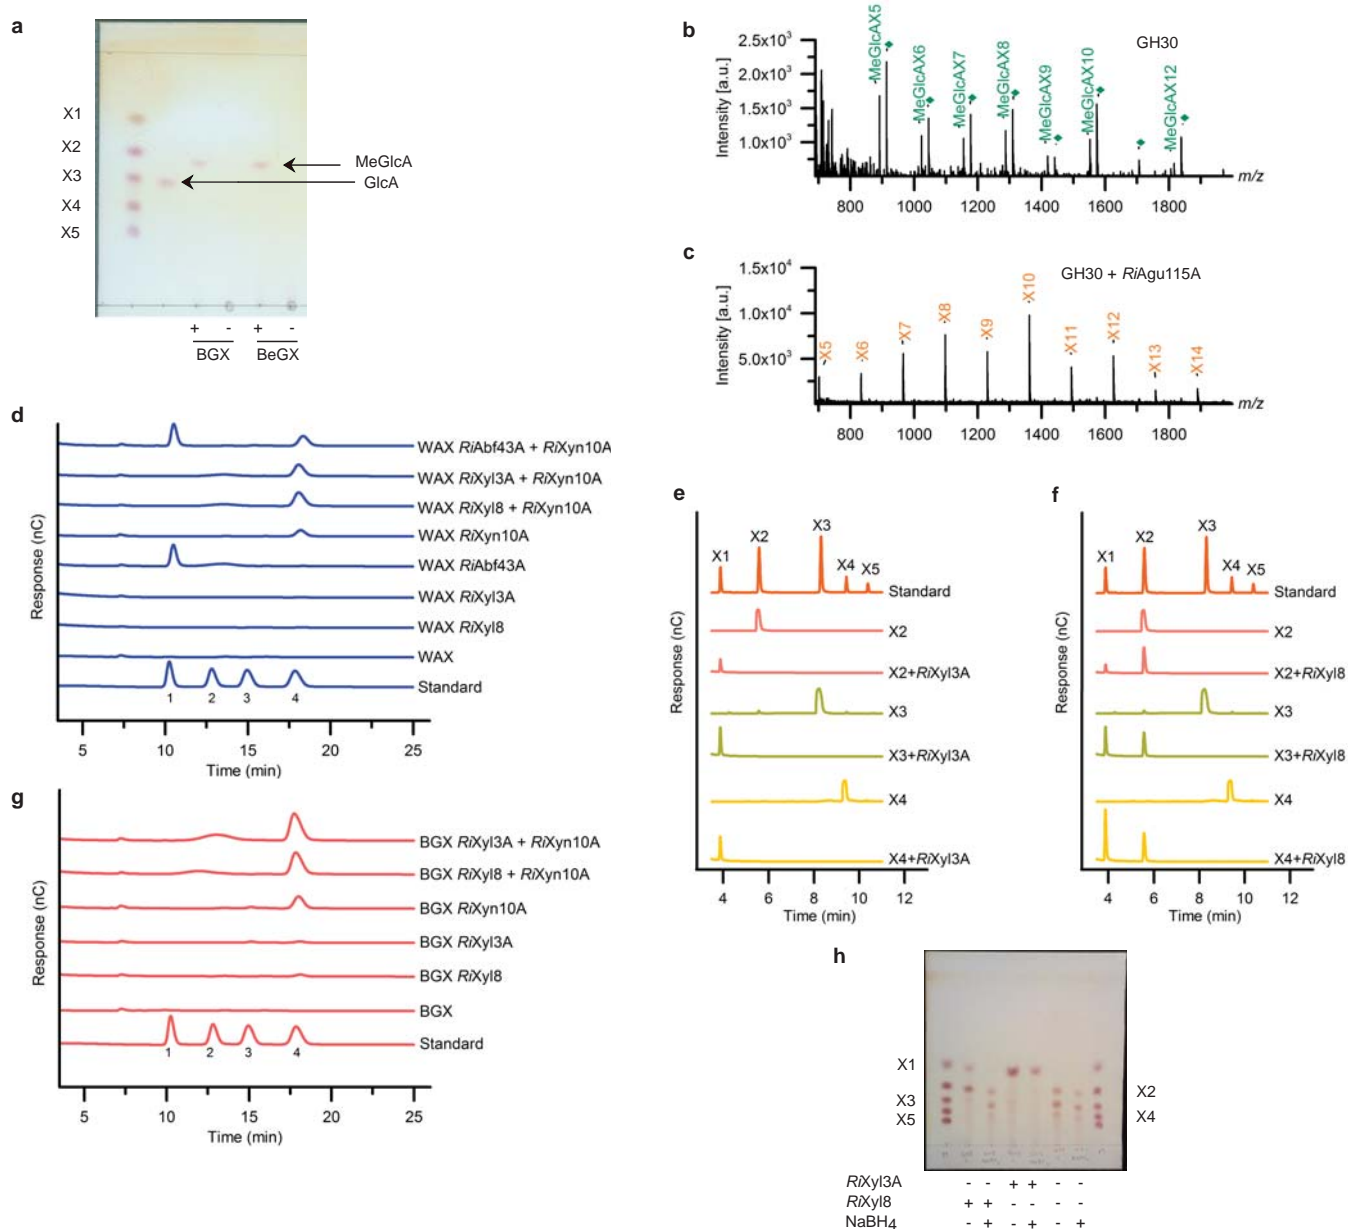 a
X1
X2
X3
X4
X5
MeGlcA
GlcA
+ - + -
BGX BeGX
b
GH30
Intensity [a.u.]
2.5x10³
2.0x10³
1.5x10³
1.0x10³
MeGlcAX5
MeGlcAX6
MeGlcAX7
MeGlcAX8
MeGlcAX9
MeGlcAX10
MeGlcAX12
800 1000 1200 1400 1600 1800
m/z
c
GH30 + RiAgu115A
Intensity [a.u.]
1.5x10⁴
1.0x10⁴
5.0x10³
X5
X6
X7
X8
X9
X10
X11
X12
X13
X14
800 1000 1200 1400 1600 1800
m/z
d
Response (nC)
WAX RiAbf43A + RiXyn10A
WAX RiXyl3A + RiXyn10A
WAX RiXyl8 + RiXyn10A
WAX RiXyn10A
WAX RiAbf43A
WAX RiXyl3A
WAX RiXyl8
WAX
Standard
1 2 3 4
5 10 15 20 25
Time (min)
e
Response (nC)
X1 X2 X3 X4 X5
Standard
X2
X2+RiXyl3A
X3
X3+RiXyl3A
X4
X4+RiXyl3A
4 6 8 10 12
Time (min)
f
Response (nC)
X1 X2 X3 X4 X5
Standard
X2
X2+RiXyl8
X3
X3+RiXyl8
X4
X4+RiXyl8
4 6 8 10 12
Time (min)
g
Response (nC)
BGX RiXyl3A + RiXyn10A
BGX RiXyl8 + RiXyn10A
BGX RiXyn10A
BGX RiXyl3A
BGX RiXyl8
BGX
Standard
1 2 3 4
5 10 15 20 25
Time (min)
h
X1
X3
X5
X2
X4
RiXyl3A - - + + - -
RiXyl8 + + - - - -
NaBH₄ - + - + - +